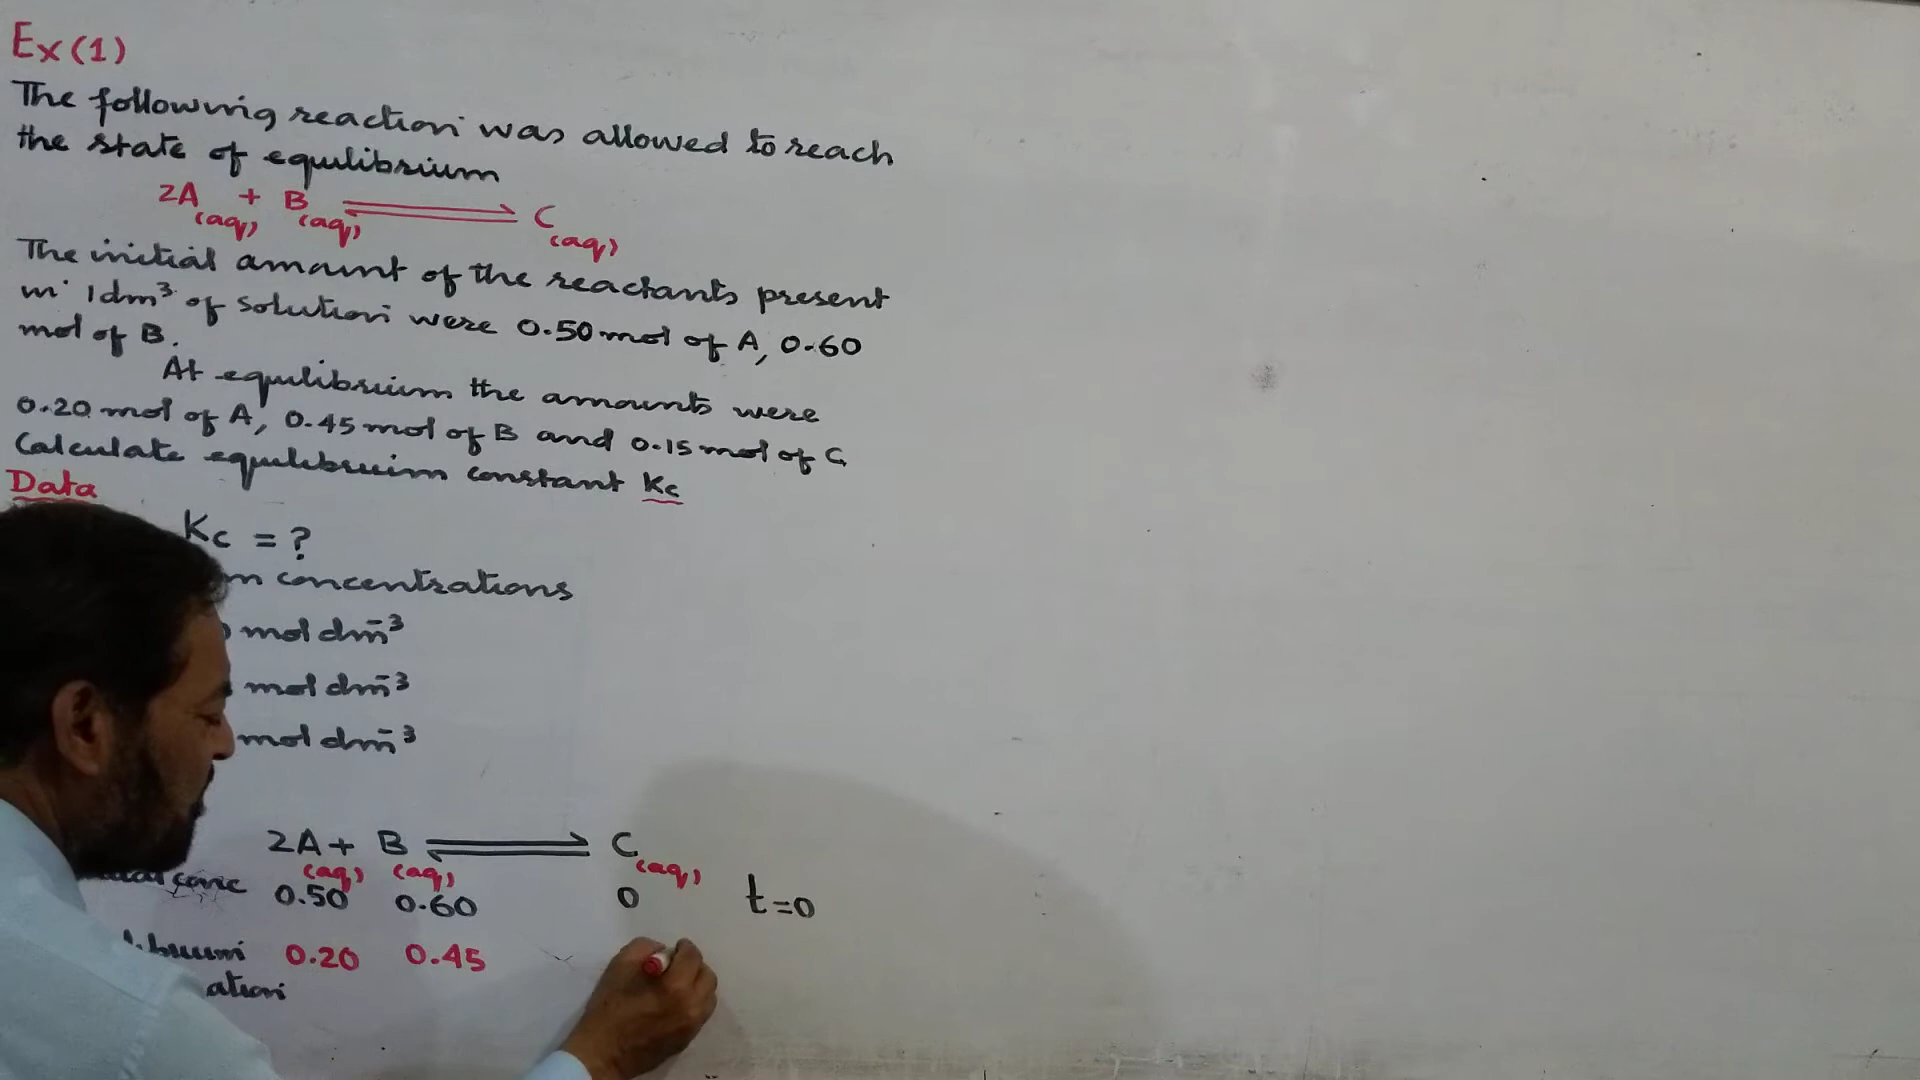 Ex(1)
The following reaction was allowed to reach
the state of equilibrium
2A(aq) + B(aq) ⇌ C(aq)
The initial amount of the reactants present
in 1dm³ of solution were 0.50 mol of A, 0.60
mol of B.
At equilibrium the amounts were
0.20 mol of A, 0.45 mol of B and 0.15 mol of C
Calculate equilibrium constant Kc
Data
Kc = ?
concentrations
mol dm⁻³
mol dm⁻³
mol dm⁻³
2A(aq) + B(aq) ⇌ C(aq)
conc 0.50 0.60 0 t=0
0.20 0.45